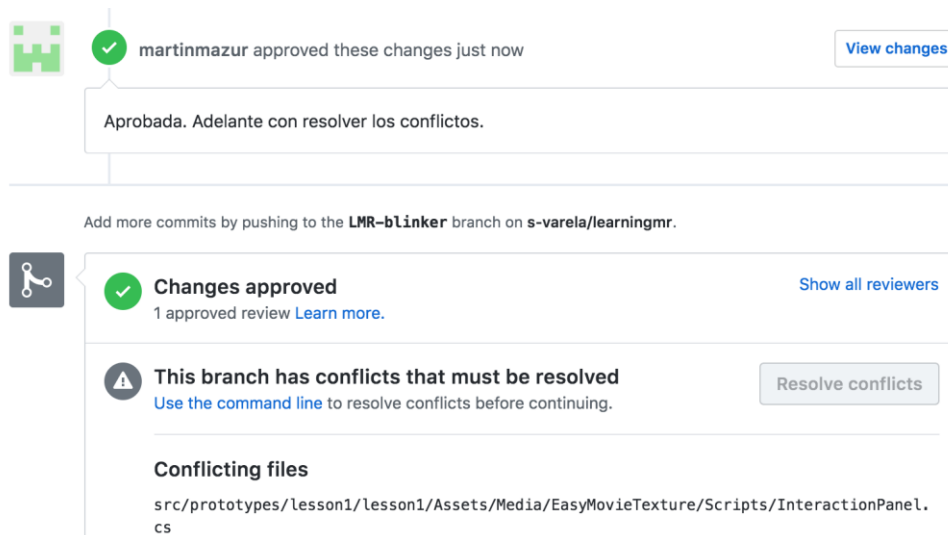 martinmazur approved these changes just now
View changes
Aprobada. Adelante con resolver los conflictos.
Add more commits by pushing to the LMR-blinker branch on s-varela/learningmr.
Changes approved
Show all reviewers
1 approved review Learn more.
This branch has conflicts that must be resolved
Resolve conflicts
Use the command line to resolve conflicts before continuing.
Conflicting files
src/prototypes/lesson1/lesson1/Assets/Media/EasyMovieTexture/Scripts/InteractionPanel.
cs